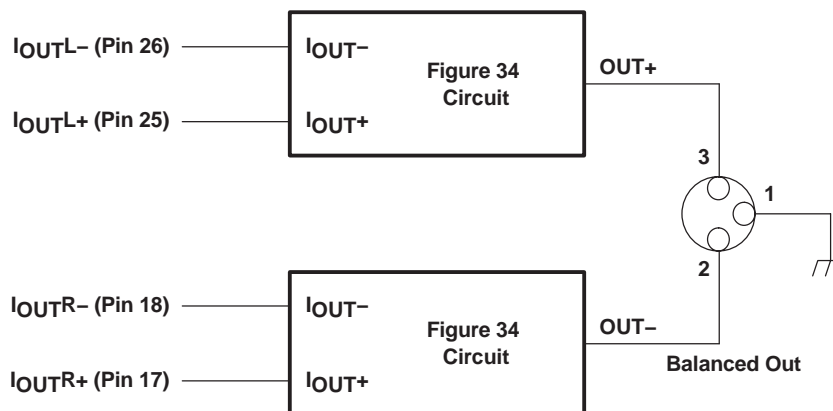 IOUTL− (Pin 26)
IOUT−
Figure 34
Circuit
OUT+
IOUTL+ (Pin 25)
IOUT+
3
1
2
IOUTR− (Pin 18)
IOUT−
Figure 34
Circuit
OUT−
Balanced Out
IOUTR+ (Pin 17)
IOUT+